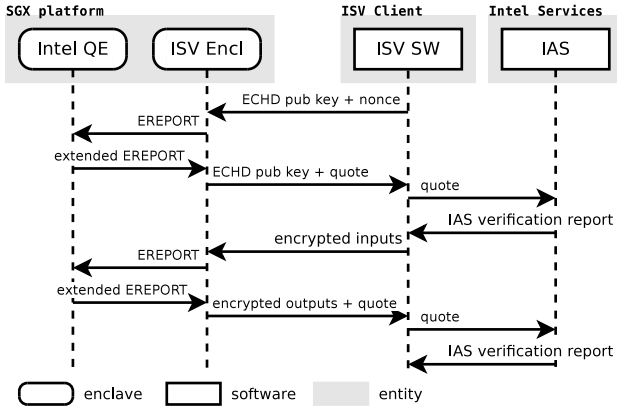 SGX platform
ISV Client
Intel Services
Intel QE
ISV Encl
ISV SW
IAS
ECHD pub key + nonce
EREPORT
extended EREPORT
ECHD pub key + quote
quote
IAS verification report
encrypted inputs
EREPORT
extended EREPORT
encrypted outputs + quote
quote
IAS verification report
enclave
software
entity